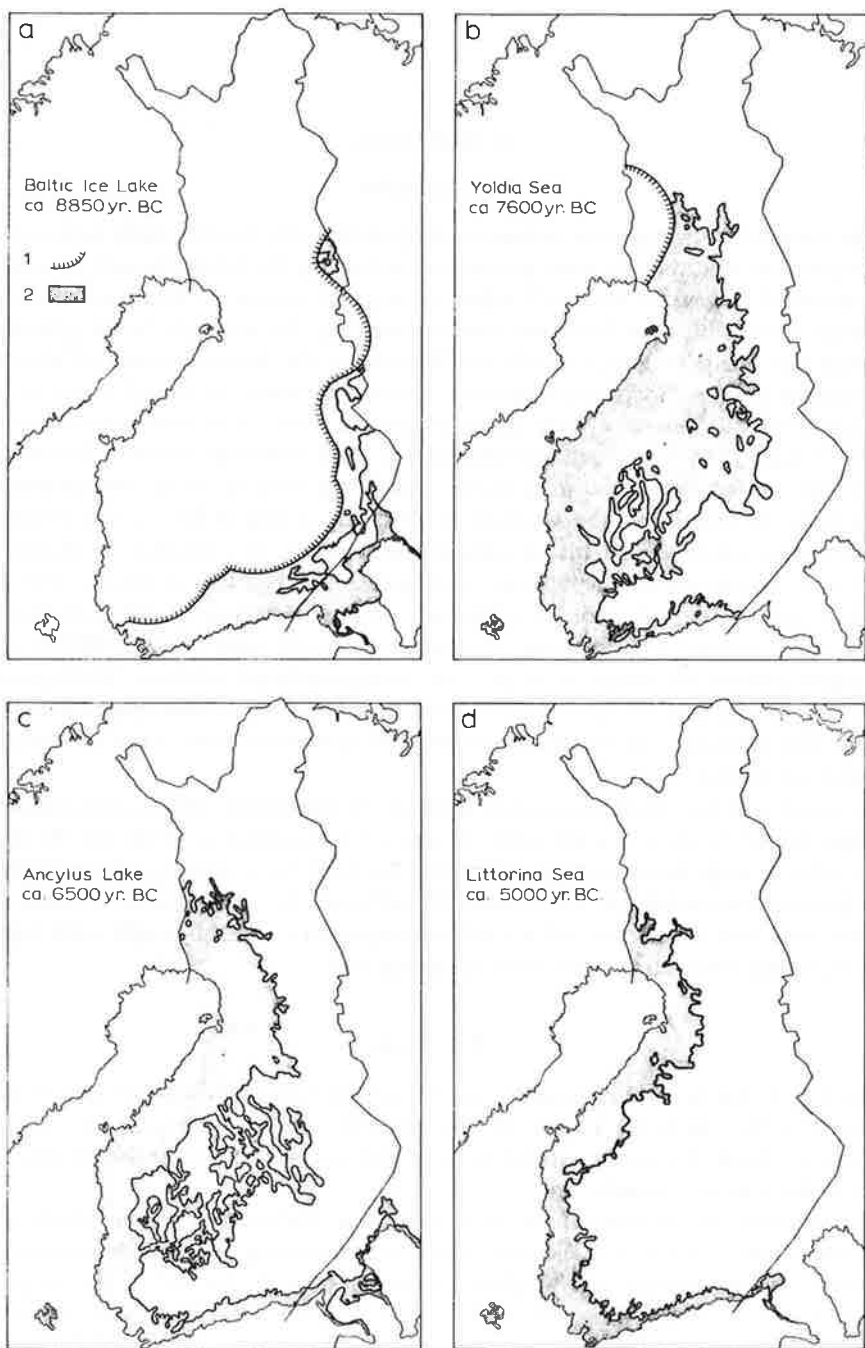 a
Baltic Ice Lake
ca 8850 yr. BC
1
2
b
Yoldia Sea
ca 7600 yr. BC
c
Ancylus Lake
ca. 6500 yr. BC
d
Littorina Sea
ca. 5000 yr. BC